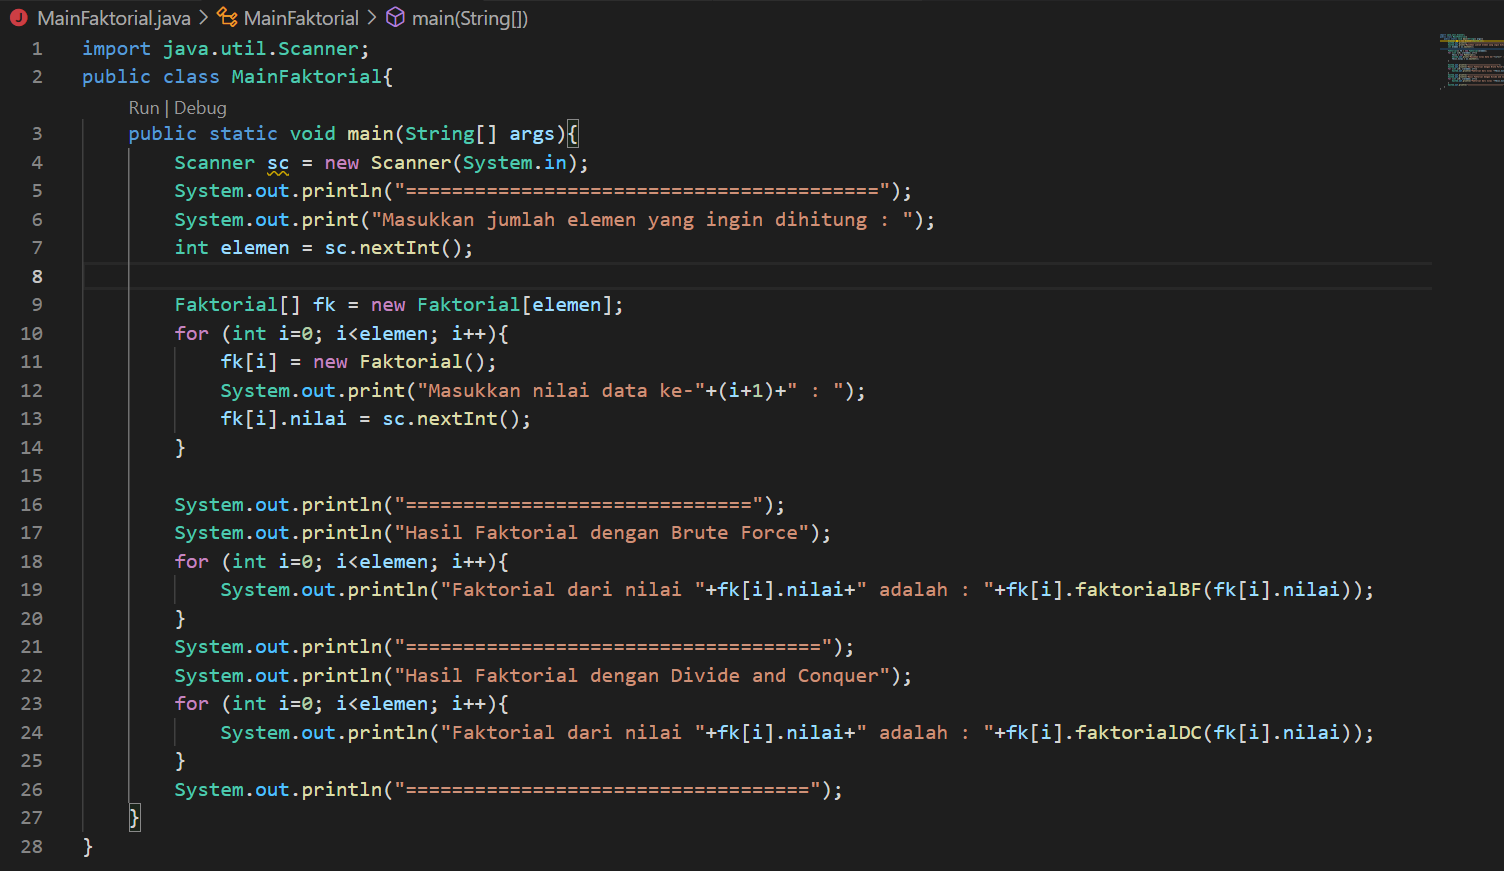 MainFaktorial.java > MainFaktorial > main(String[])
1 import java.util.Scanner;
2 public class MainFaktorial{
Run | Debug
3 public static void main(String[] args){
4 Scanner sc = new Scanner(System.in);
5 System.out.println("=========================================");
6 System.out.print("Masukkan jumlah elemen yang ingin dihitung : ");
7 int elemen = sc.nextInt();
8
9 Faktorial[] fk = new Faktorial[elemen];
10 for (int i=0; i<elemen; i++){
11 fk[i] = new Faktorial();
12 System.out.print("Masukkan nilai data ke-"+(i+1)+" : ");
13 fk[i].nilai = sc.nextInt();
14 }
15
16 System.out.println("==============================");
17 System.out.println("Hasil Faktorial dengan Brute Force");
18 for (int i=0; i<elemen; i++){
19 System.out.println("Faktorial dari nilai "+fk[i].nilai+" adalah : "+fk[i].faktorialBF(fk[i].nilai));
20 }
21 System.out.println("====================================");
22 System.out.println("Hasil Faktorial dengan Divide and Conquer");
23 for (int i=0; i<elemen; i++){
24 System.out.println("Faktorial dari nilai "+fk[i].nilai+" adalah : "+fk[i].faktorialDC(fk[i].nilai));
25 }
26 System.out.println("===================================");
27 }
28 }